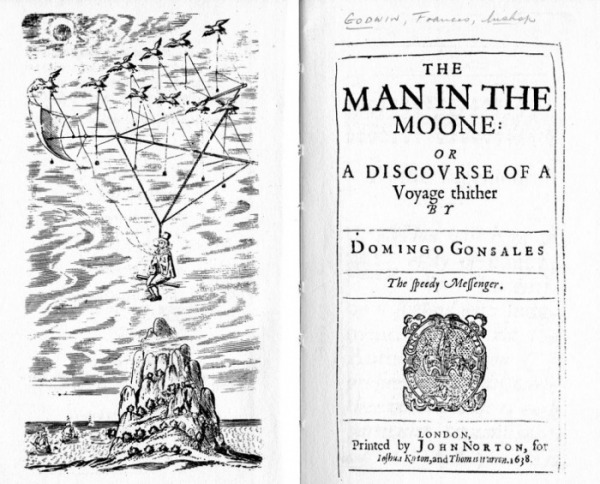 GODWIN, Francis, bishop
THE
MAN IN THE
MOONE:
OR
A DISCOVRSE OF A
Voyage thither
BY
DOMINGO GONSALES
The ſpeedy Meſſenger.
LONDON,
Printed by JOHN NORTON, for
Ioſhua Kirton, and Thomas Warren. 1638.